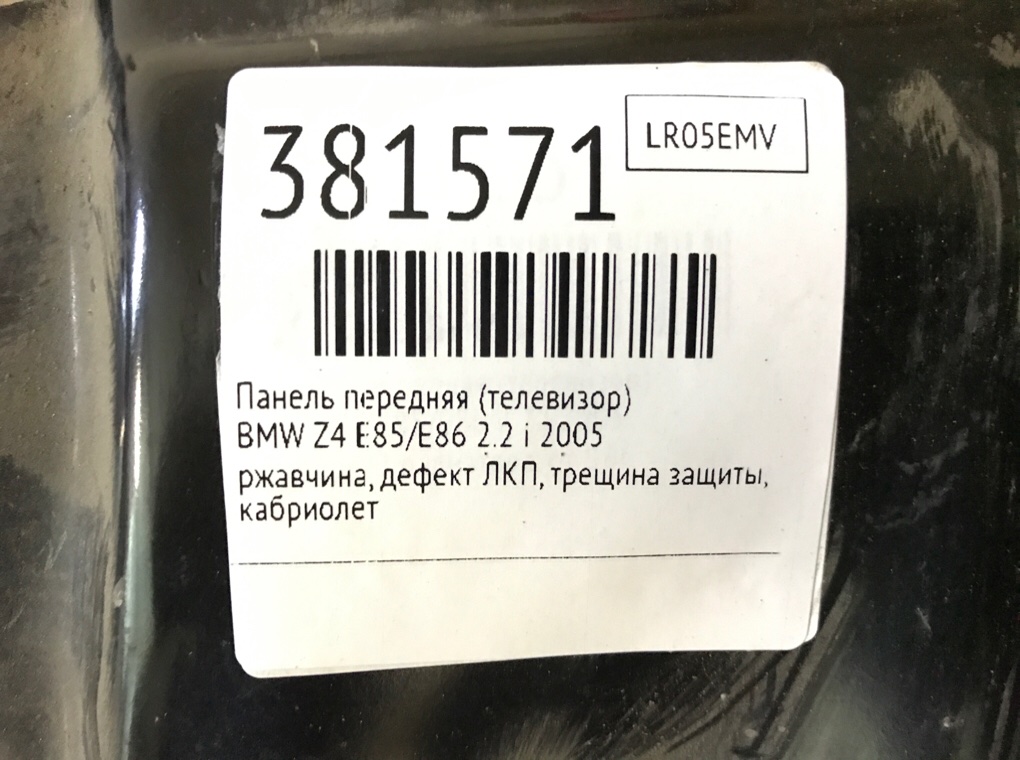 381571
LR05EMV
Панель передняя (телевизор)
BMW Z4 E85/E86 2.2 i 2005
ржавчина, дефект ЛКП, трещина защиты,
кабриолет